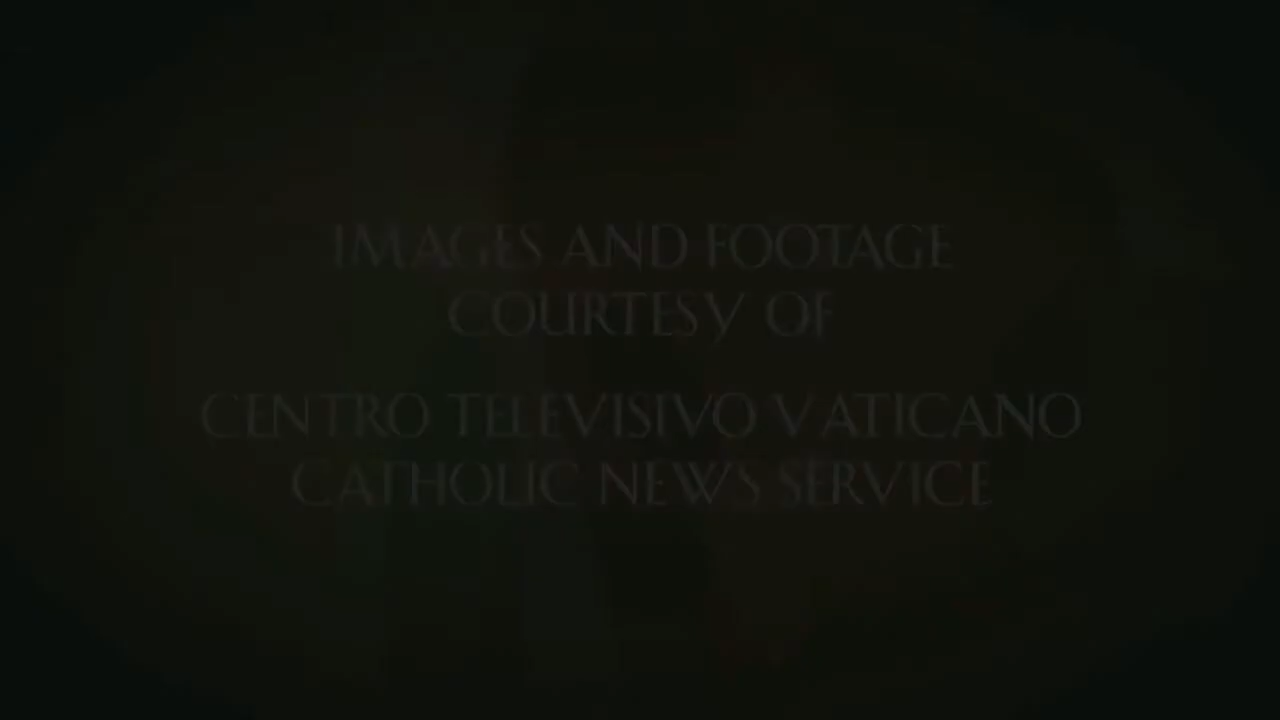 IMAGES AND FOOTAGE
COURTESY OF
CENTRO TELEVISIVO VATICANO
CATHOLIC NEWS SERVICE